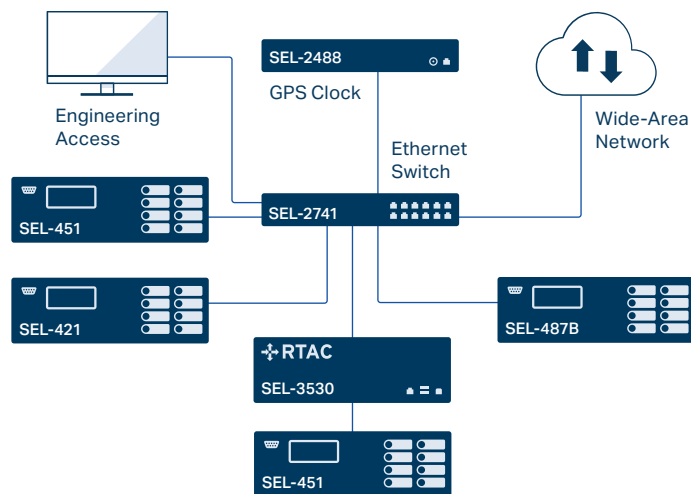 SEL-2488
GPS Clock
Engineering
Access
Wide-Area
Network
Ethernet
Switch
SEL-451
SEL-2741
SEL-421
SEL-487B
RTAC
SEL-3530
SEL-451